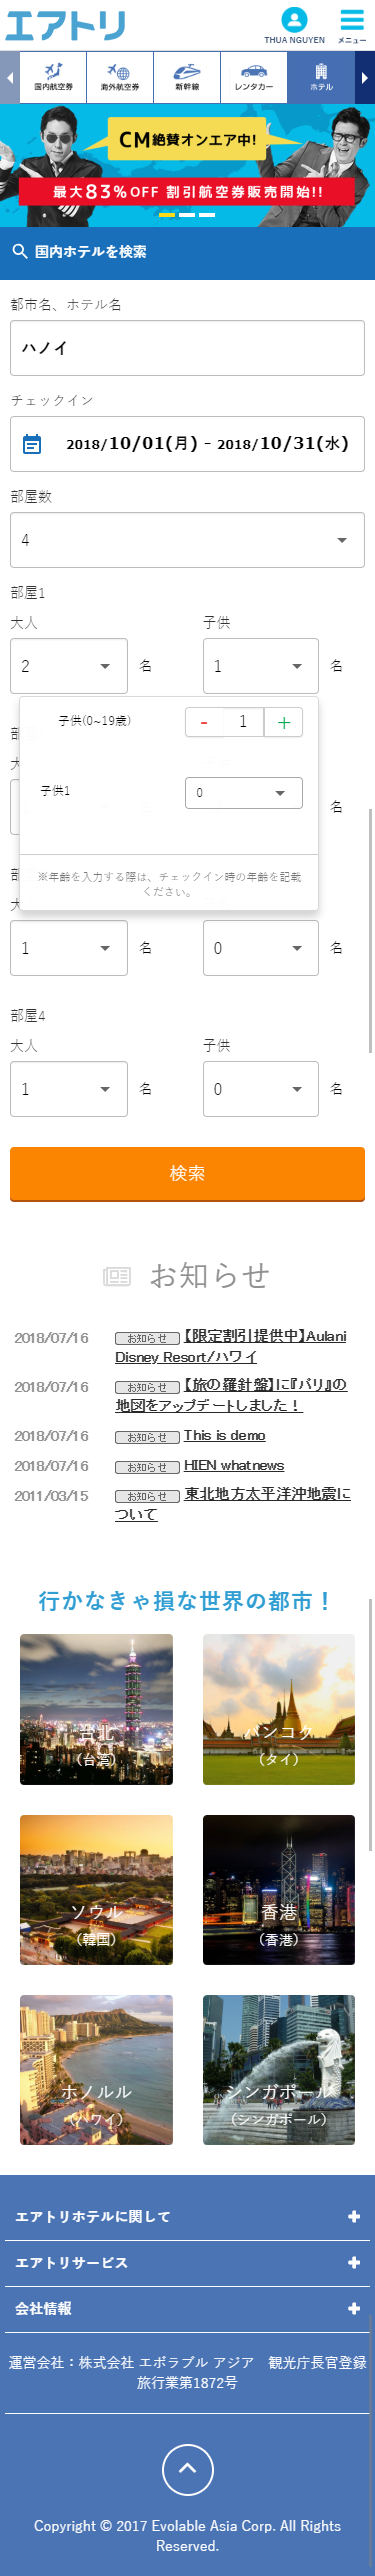 エアトリ
THUA NGUYEN
メニュー
国内航空券
海外航空券
新幹線
レンタカー
ホテル
CM絶賛オンエア中!
最大83%OFF 割引航空券販売開始!!
国内ホテルを検索
都市名、ホテル名
ハノイ
チェックイン
2018/10/01(月) - 2018/10/31(水)
部屋数
4
部屋1
大人
子供
2
名
1
名
子供(0~19歳)
-
1
+
子供1
0
名
※年齢を入力する際は、チェックイン時の年齢を記載
ください。
1
名
0
名
部屋4
大人
子供
1
名
0
名
検索
お知らせ
2018/07/16 お知らせ 【限定割引提供中】Aulani
Disney Resort/ハワイ
2018/07/16 お知らせ 【旅の羅針盤】に『パリ』の
地図をアップデートしました!
2018/07/16 お知らせ This is demo
2018/07/16 お知らせ HIEN whatnews
2011/03/15 お知らせ 東北地方太平洋沖地震に
ついて
行かなきゃ損な世界の都市!
台北
(台湾)
バンコク
(タイ)
ソウル
(韓国)
香港
(香港)
ホノルル
(ハワイ)
シンガポール
(シンガポール)
エアトリホテルに関して
エアトリサービス
会社情報
運営会社:株式会社 エボラブル アジア 観光庁長官登録
旅行業第1872号
Copyright © 2017 Evolable Asia Corp. All Rights
Reserved.